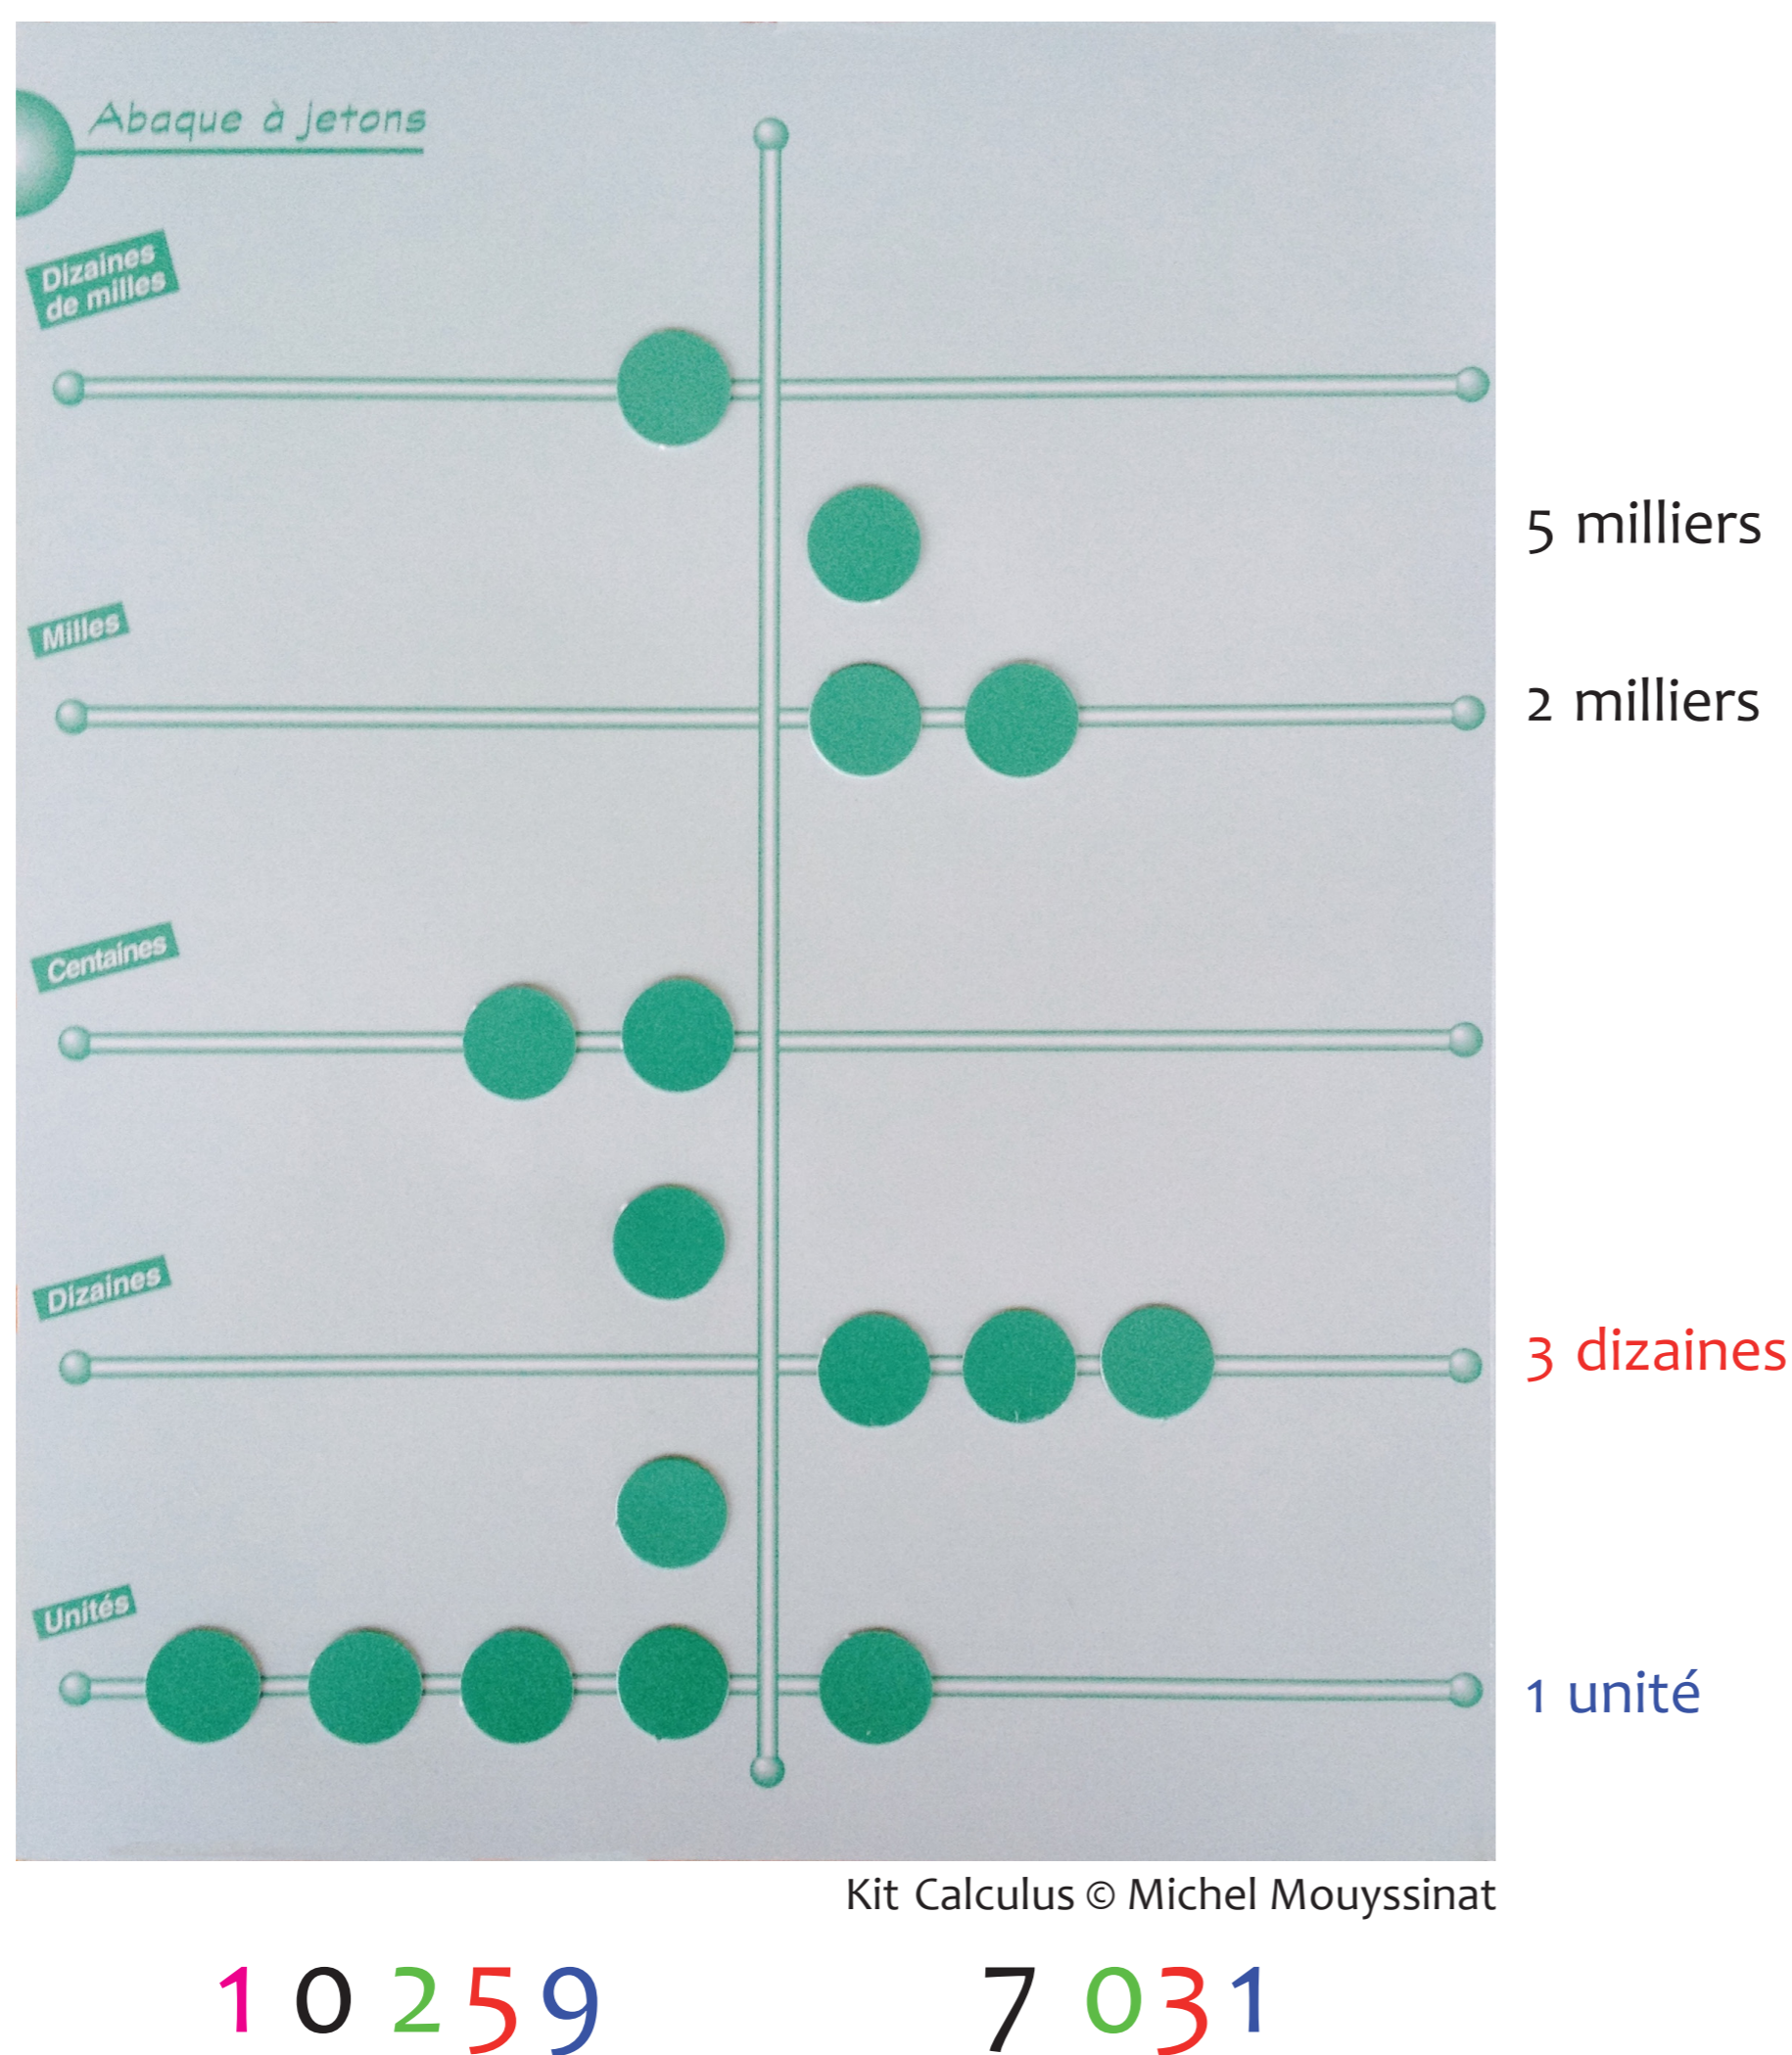 Abaque à jetons
Dizaines
de milles
5 milliers
Milles
2 milliers
Centaines
Dizaines
3 dizaines
Unités
1 unité
Kit Calculus © Michel Mouyssinat
1 0 2 5 9 7 0 3 1